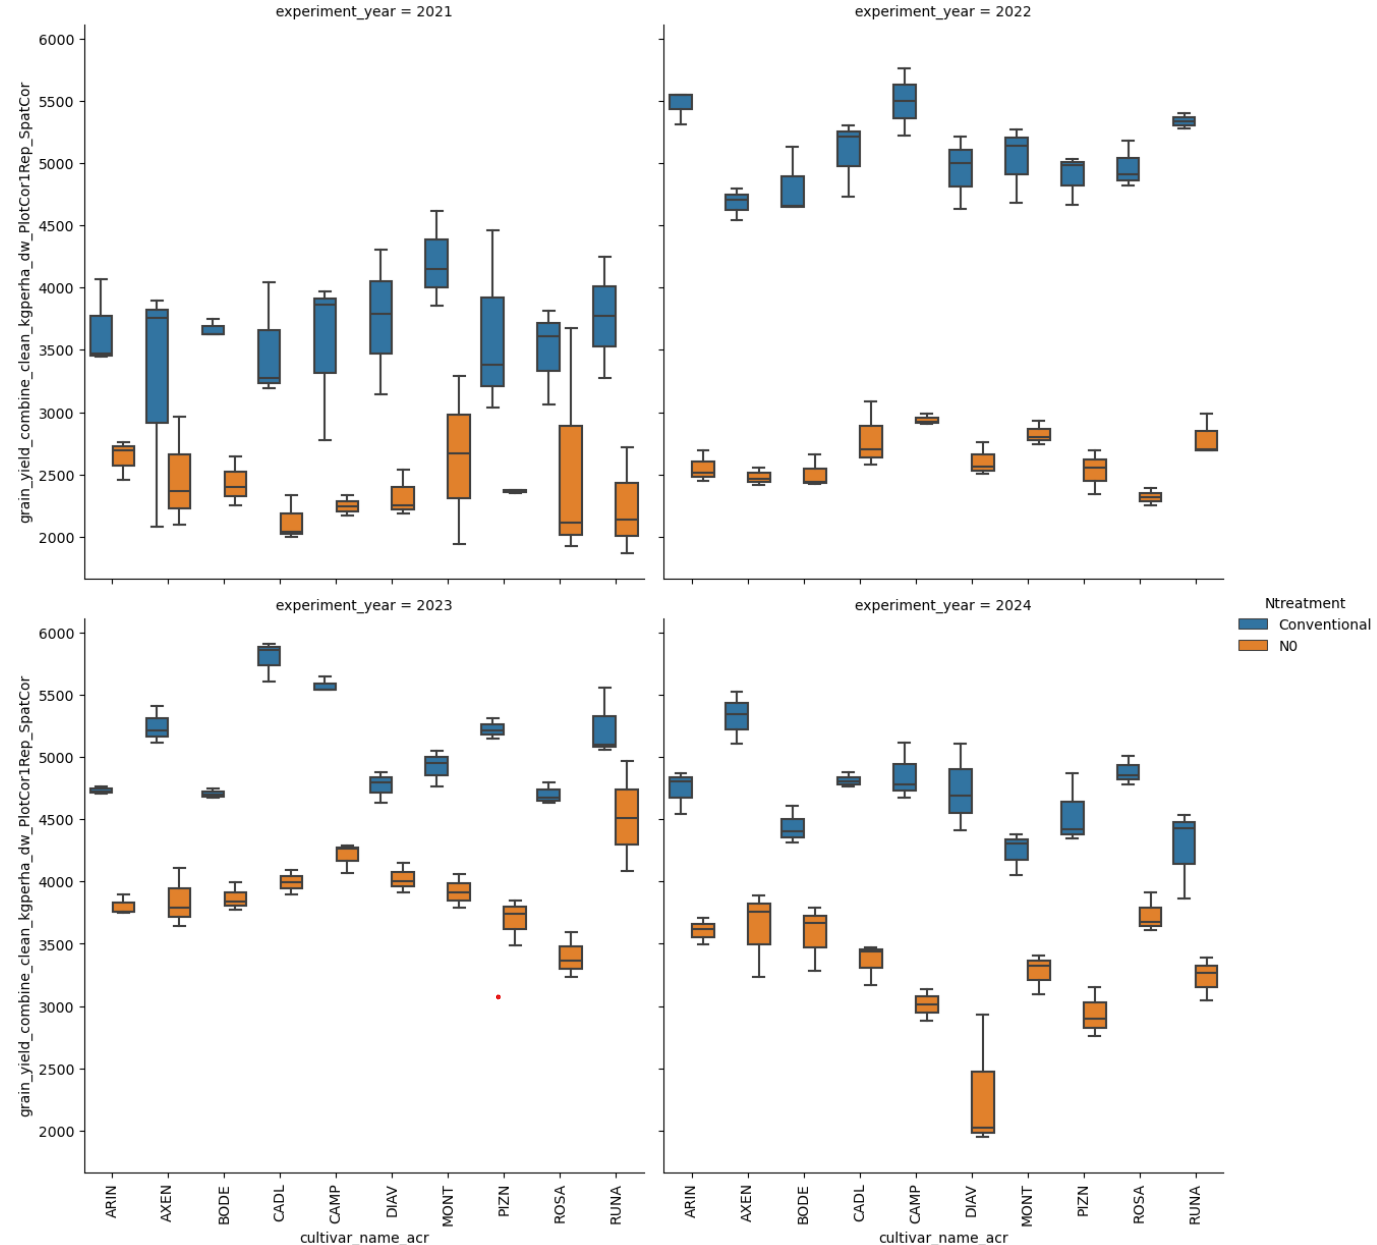 experiment_year = 2021
experiment_year = 2022
grain_yield_combine_clean_kgperha_dw_PlotCor1Rep_SpatCor
6000
5500
5000
4500
4000
3500
3000
2500
2000
experiment_year = 2023
experiment_year = 2024
Ntreatment
Conventional
N0
grain_yield_combine_clean_kgperha_dw_PlotCor1Rep_SpatCor
6000
5500
5000
4500
4000
3500
3000
2500
2000
ARIN
AXEN
BODE
CADL
CAMP
DIAV
MONT
PIZN
ROSA
RUNA
ARIN
AXEN
BODE
CADL
CAMP
DIAV
MONT
PIZN
ROSA
RUNA
cultivar_name_acr
cultivar_name_acr